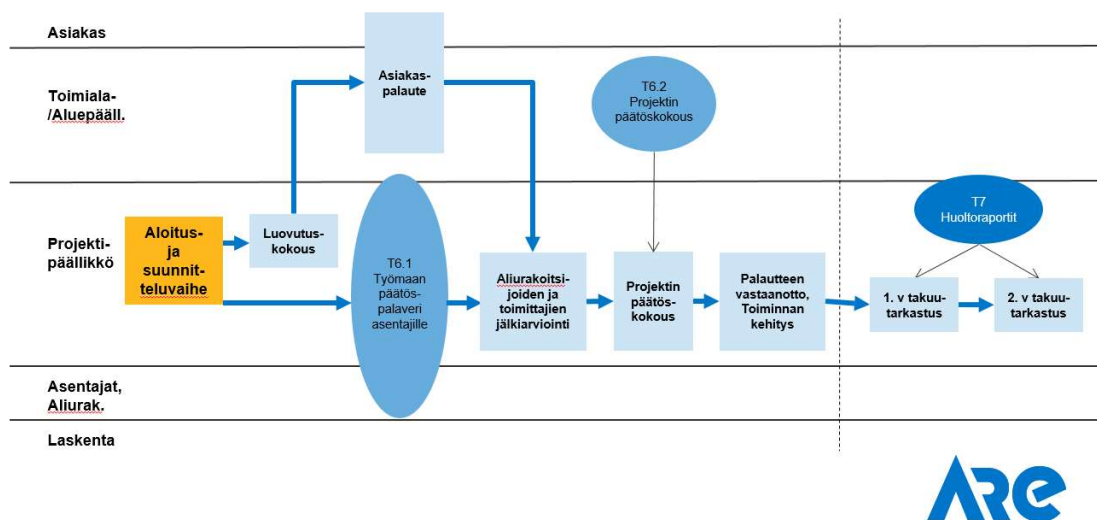 Asiakas
Toimiala-
/Aluepääll.
Asiakas-
palaute
T6.2
Projektin
päätöskokous
Projekti-
päällikkö
Aloitus-
ja
suunnit-
teluvaihe
Luovutus-
kokous
T6.1
Työmaan
päätös-
palaveri
asentajille
Aliurakoitsi-
joiden ja
toimittajien
jälkiarviointi
Projektin
päätös-
kokous
Palautteen
vastaanotto,
Toiminnan
kehitys
T7
Huoltoraportit
1. v takuu-
tarkastus
2. v takuu-
tarkastus
Asentajat,
Aliurak.
Laskenta
ARe